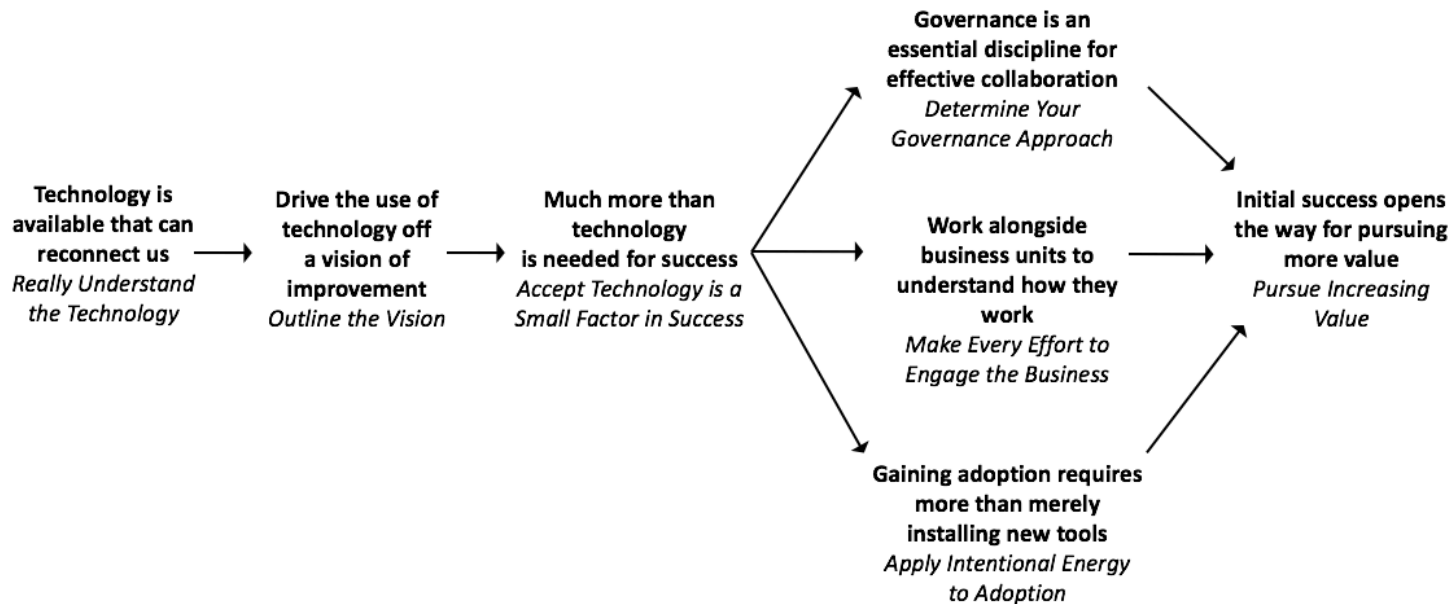 Technology is
available that can
reconnect us
Really Understand
the Technology
Drive the use of
technology off
a vision of
improvement
Outline the Vision
Much more than
technology
is needed for success
Accept Technology is a
Small Factor in Success
Governance is an
essential discipline for
effective collaboration
Determine Your
Governance Approach
Work alongside
business units to
understand how they
work
Make Every Effort to
Engage the Business
Gaining adoption requires
more than merely
installing new tools
Apply Intentional Energy
to Adoption
Initial success opens
the way for pursuing
more value
Pursue Increasing
Value